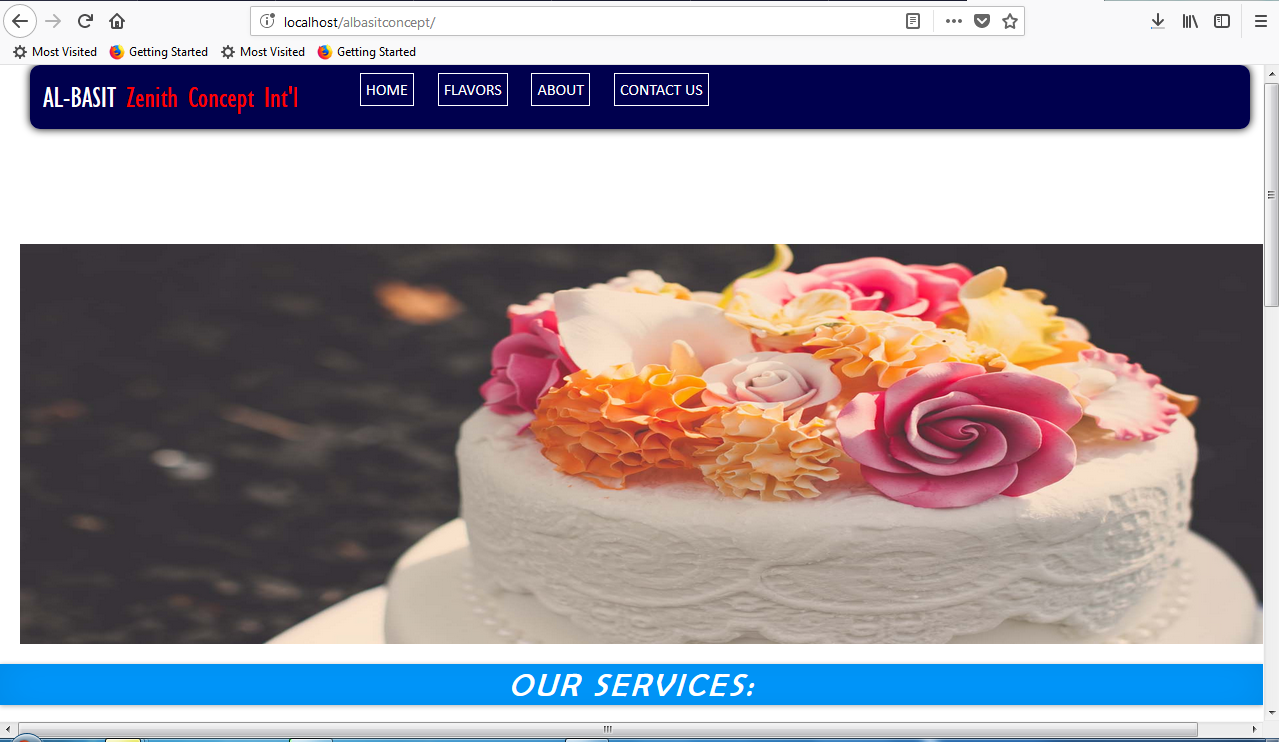 localhost/albasitconcept/
Most Visited Getting Started Most Visited Getting Started
AL-BASIT Zenith Concept Int'l HOME FLAVORS ABOUT CONTACT US
OUR SERVICES: